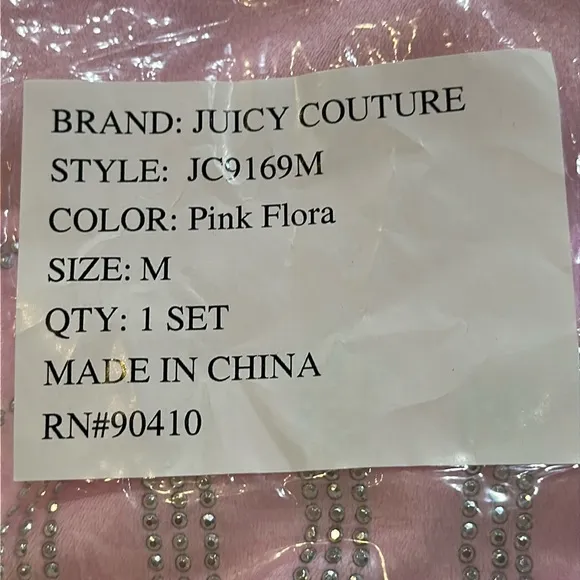 BRAND: JUICY COUTURE
STYLE: JC9169M
COLOR: Pink Flora
SIZE: M
QTY: 1 SET
MADE IN CHINA
RN#90410